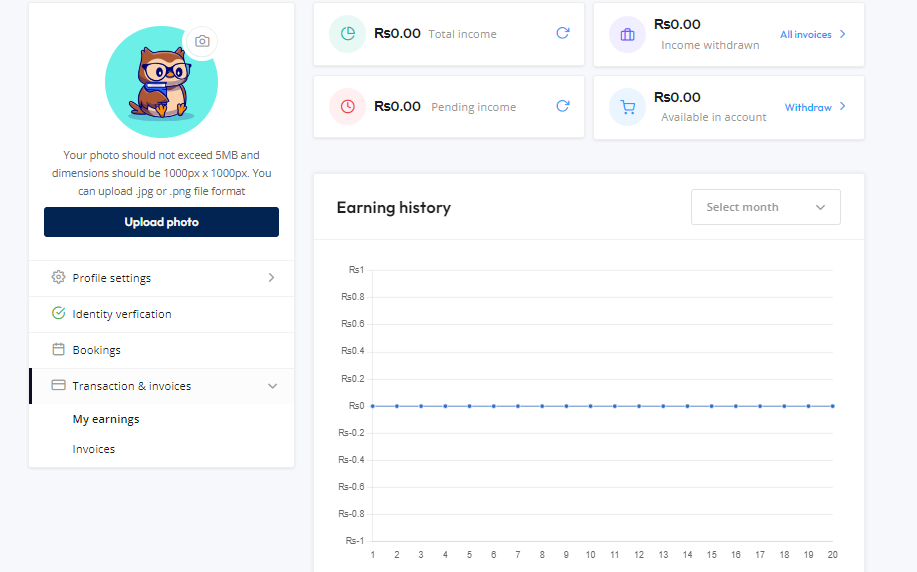 Your photo should not exceed 5MB and
dimensions should be 1000px x 1000px. You
can upload .jpg or .png file format
Upload photo
Profile settings
Identity verfication
Bookings
Transaction & invoices
My earnings
Invoices
Rs0.00 Total income
Rs0.00
Income withdrawn
All invoices
Rs0.00 Pending income
Rs0.00
Available in account
Withdraw
Earning history
Select month
Rs1
Rs0.8
Rs0.6
Rs0.4
Rs0.2
Rs0
Rs-0.2
Rs-0.4
Rs-0.6
Rs-0.8
Rs-1
1 2 3 4 5 6 7 8 9 10 11 12 13 14 15 16 17 18 19 20